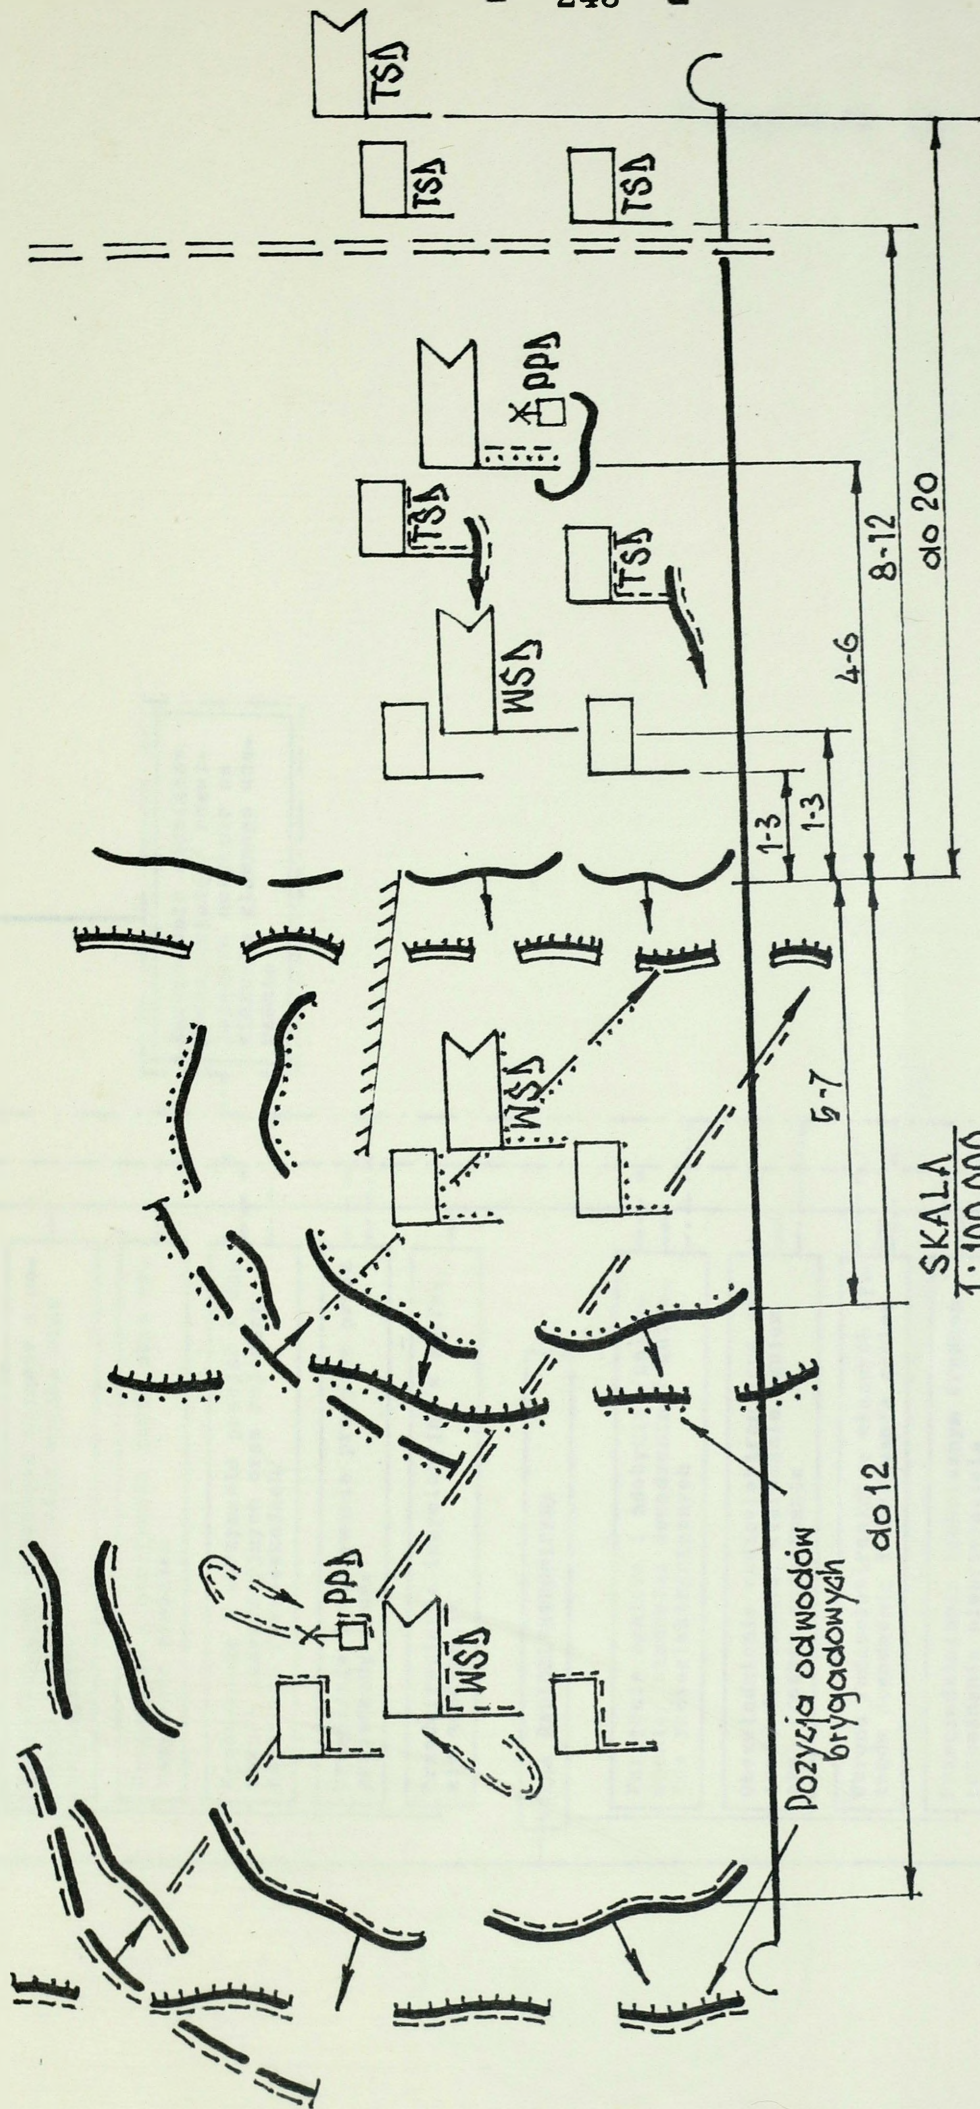 - 248 -
TSD
TSD
TSD
PPD
TSD
TSD
WSD
1-3
1-3
4-6
8-12
do 20
WSD
5-7
SKALA
1:100 000
do 12
PPD
WSD
Pozycja odwodów
brygadowych